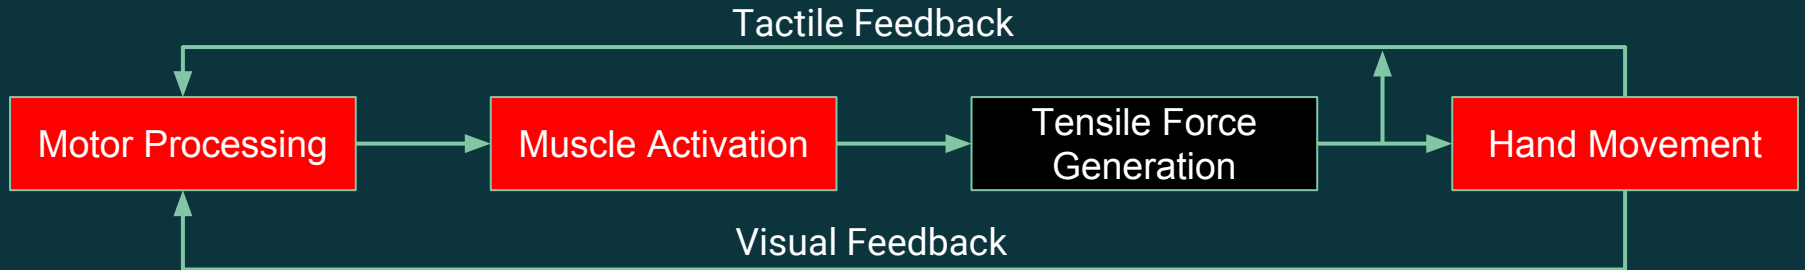 Tactile Feedback
Motor Processing
Muscle Activation
Tensile Force
Generation
Hand Movement
Visual Feedback